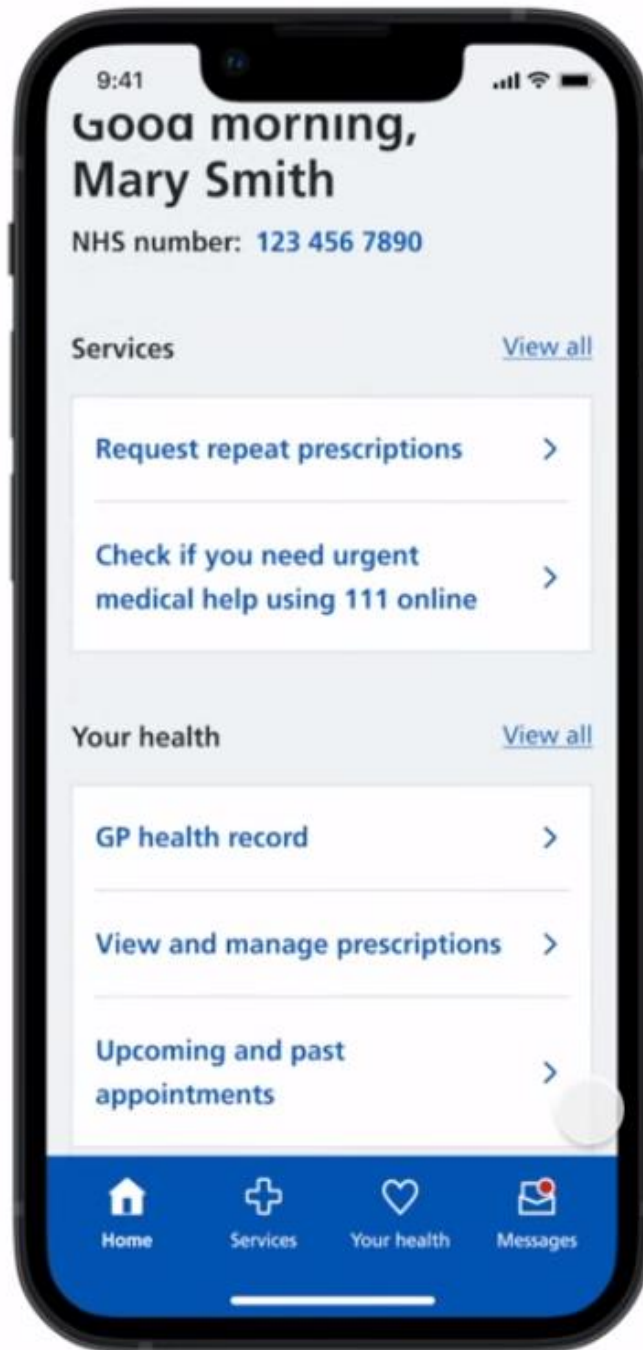 9:41
Good morning,
Mary Smith
NHS number: 123 456 7890
Services View all
Request repeat prescriptions
Check if you need urgent
medical help using 111 online
Your health View all
GP health record
View and manage prescriptions
Upcoming and past
appointments
Home Services Your health Messages